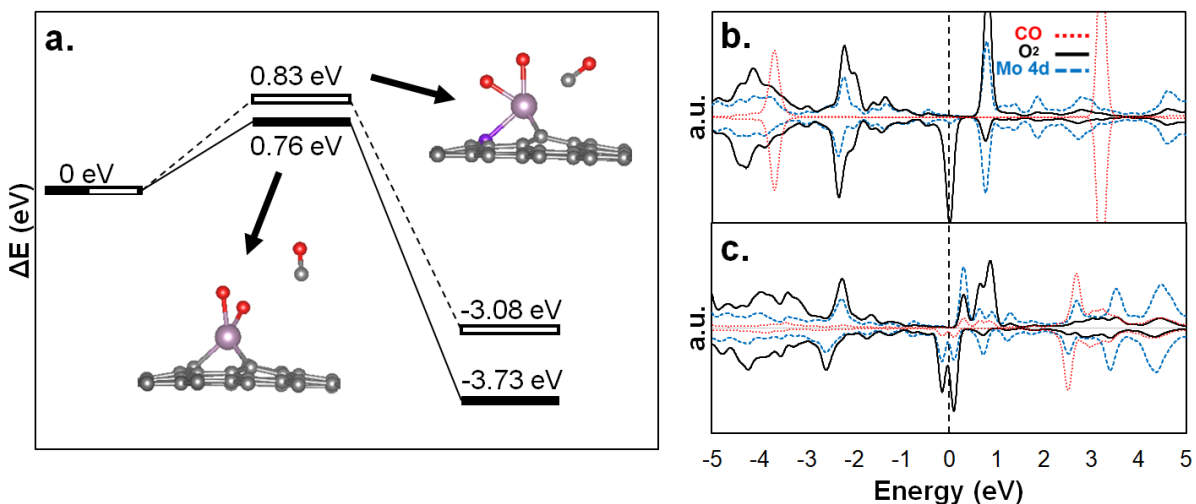 a.
0.83 eV
0.76 eV
0 eV
-3.08 eV
-3.73 eV
ΔE (eV)
b.
CO
O₂
Mo 4d
a.u.
c.
a.u.
-5 -4 -3 -2 -1 0 1 2 3 4 5
Energy (eV)